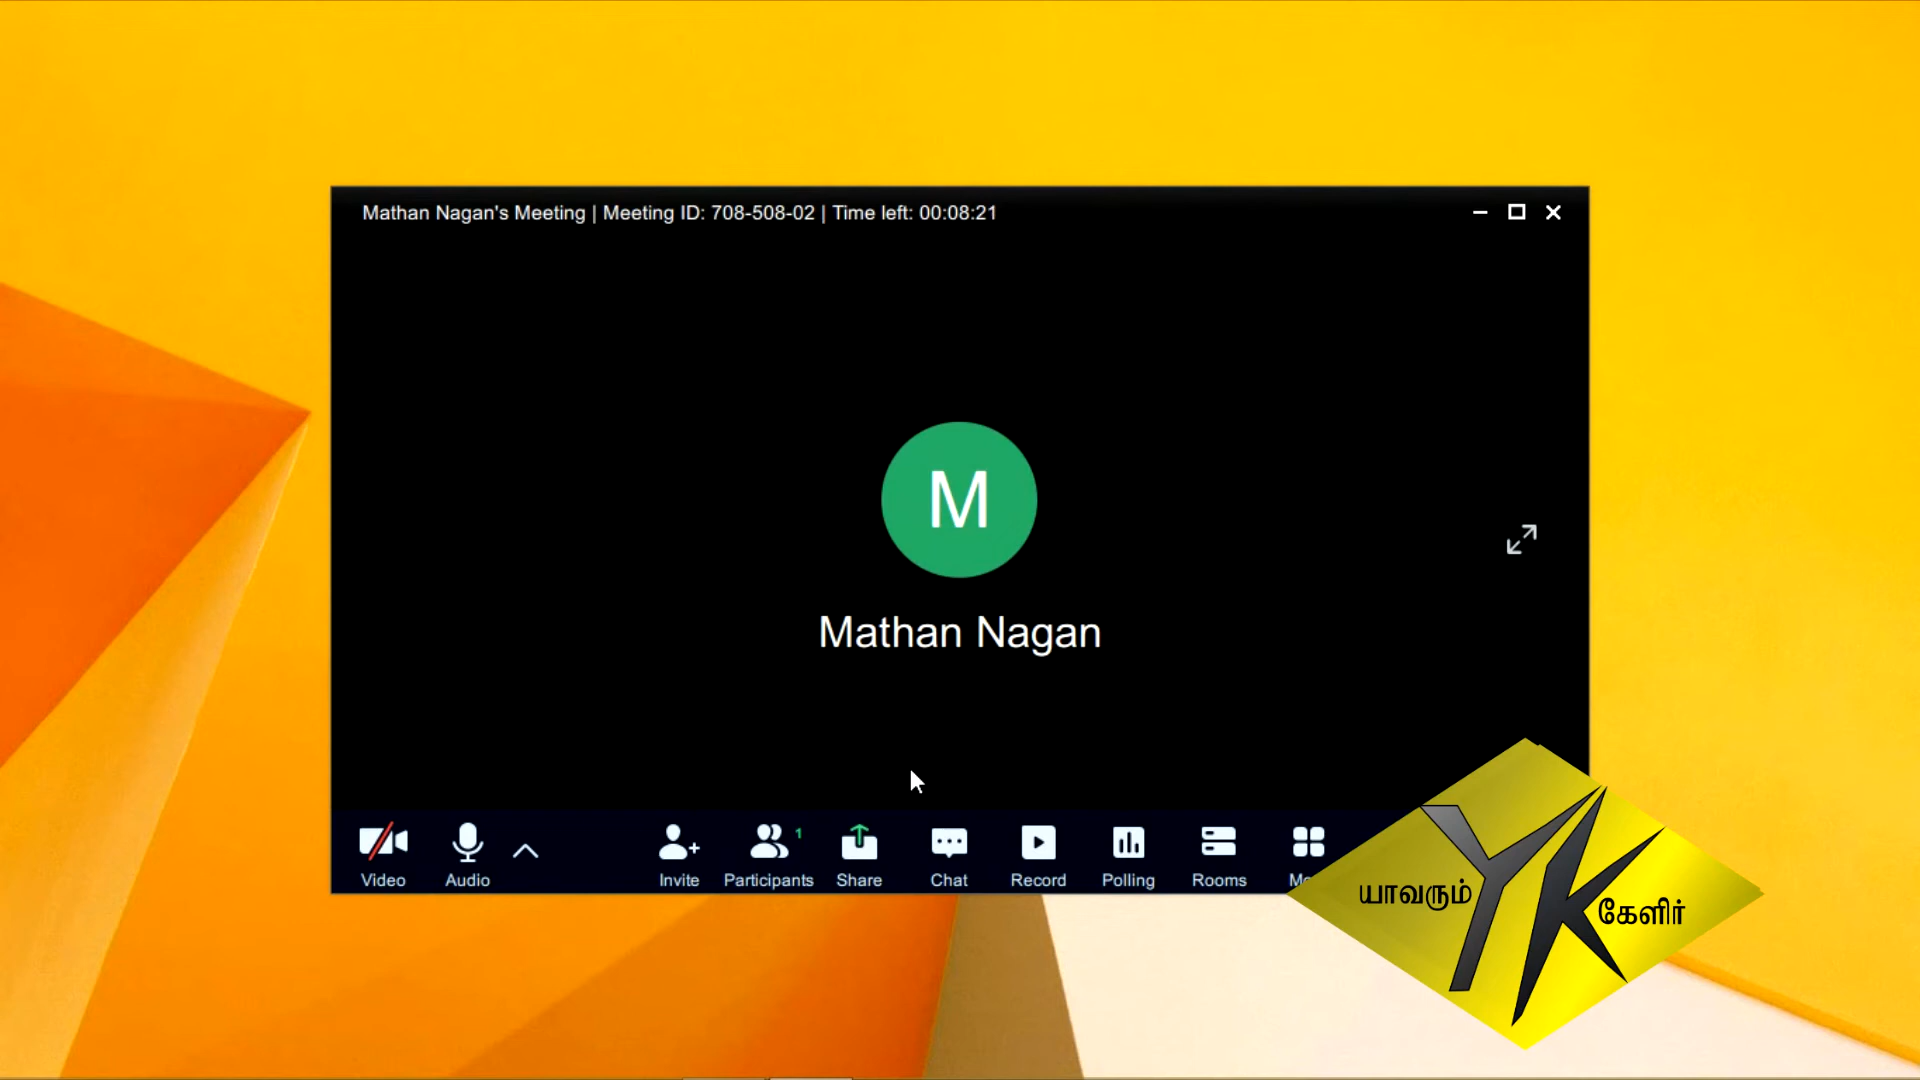 Mathan Nagan's Meeting | Meeting ID: 708-508-02 | Time left: 00:08:21
M
Mathan Nagan
1
Video Audio Invite Participants Share Chat Record Polling Rooms
யாவரும் YK கேளிர்